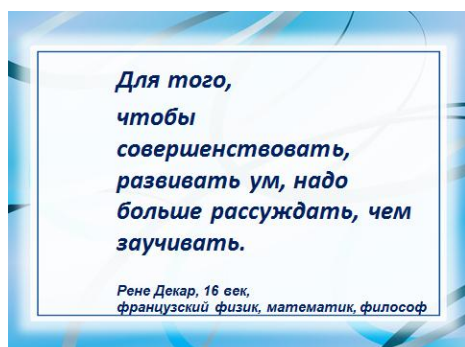 Для того,
чтобы
совершенствовать,
развивать ум, надо
больше рассуждать, чем
заучивать.
Рене Декар, 16 век,
французский физик, математик, философ